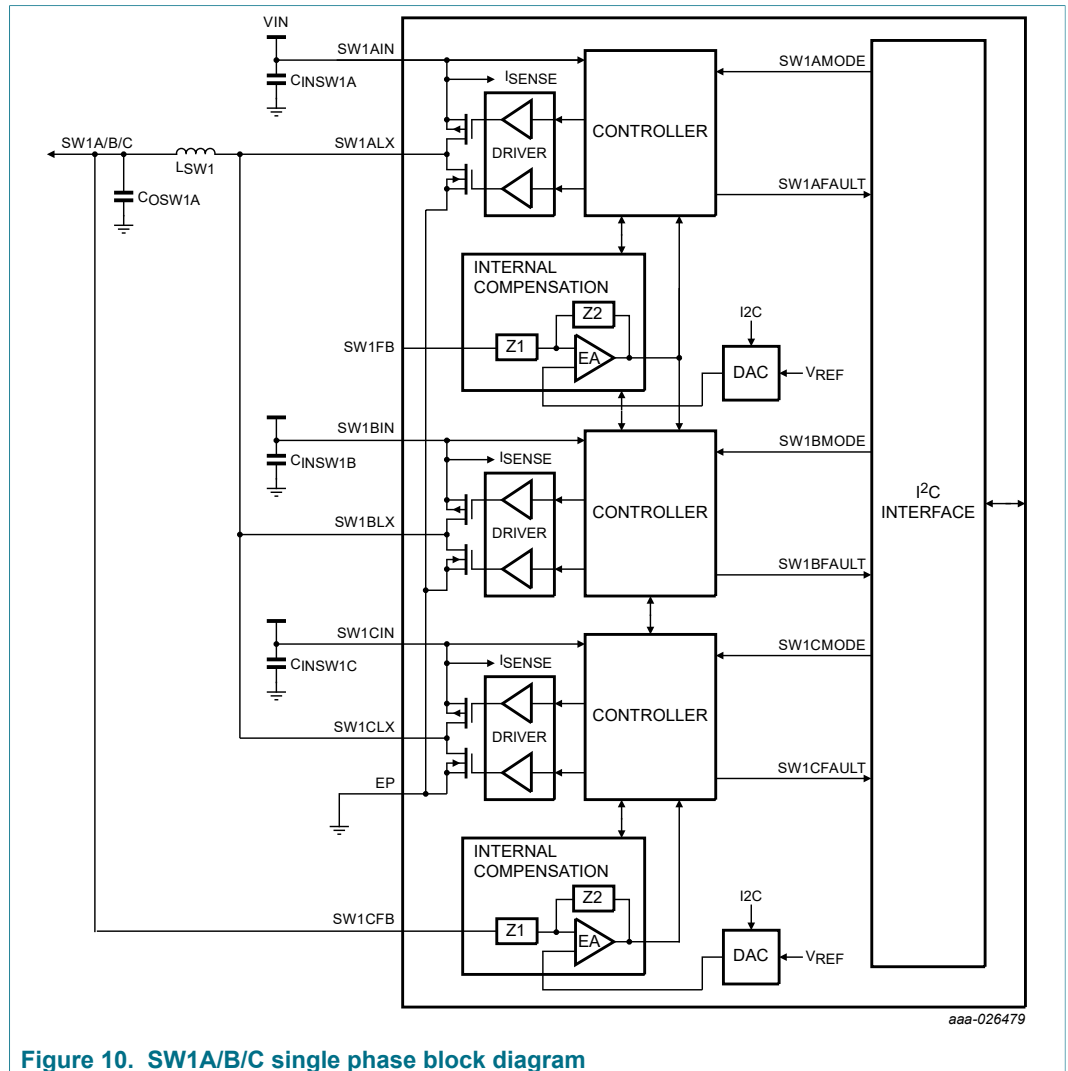 VIN
SW1AIN
CINSW1A
ISENSE
SW1AMODE
CONTROLLER
DRIVER
SW1A/B/C
LSW1
SW1ALX
COSW1A
SW1AFAULT
INTERNAL
COMPENSATION
Z2
I2C
SW1FB
Z1
EA
DAC
VREF
SW1BIN
CINSW1B
ISENSE
SW1BMODE
CONTROLLER
SW1BLX
DRIVER
I2C
INTERFACE
SW1BFAULT
SW1CIN
CINSW1C
ISENSE
SW1CMODE
CONTROLLER
SW1CLX
DRIVER
EP
SW1CFAULT
INTERNAL
COMPENSATION
Z2
I2C
SW1CFB
Z1
EA
DAC
VREF
aaa-026479
Figure 10. SW1A/B/C single phase block diagram